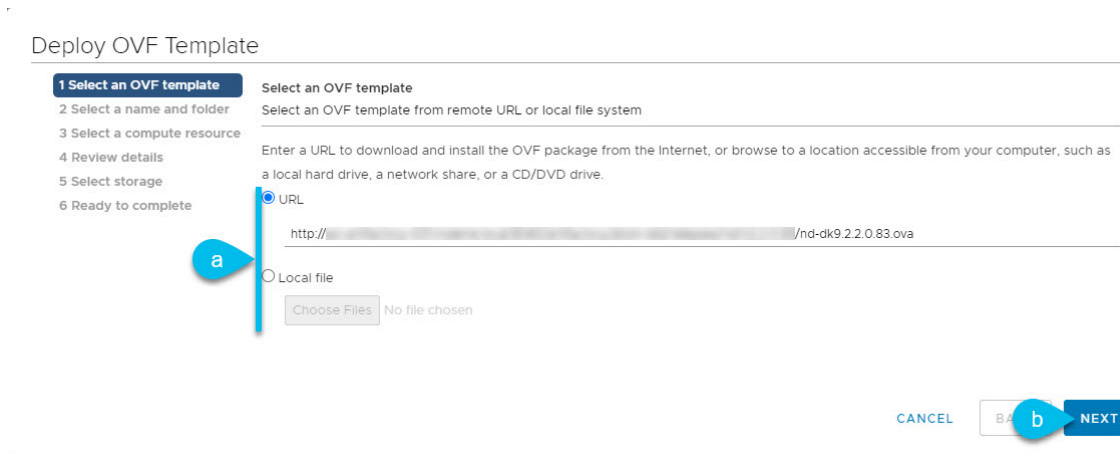 Deploy OVF Template
1 Select an OVF template
2 Select a name and folder
3 Select a compute resource
4 Review details
5 Select storage
6 Ready to complete
Select an OVF template
Select an OVF template from remote URL or local file system
Enter a URL to download and install the OVF package from the Internet, or browse to a location accessible from your computer, such as
a local hard drive, a network share, or a CD/DVD drive.
URL
http:// /nd-dk9.2.2.0.83.ova
a
Local file
Choose Files No file chosen
CANCEL
b
NEXT